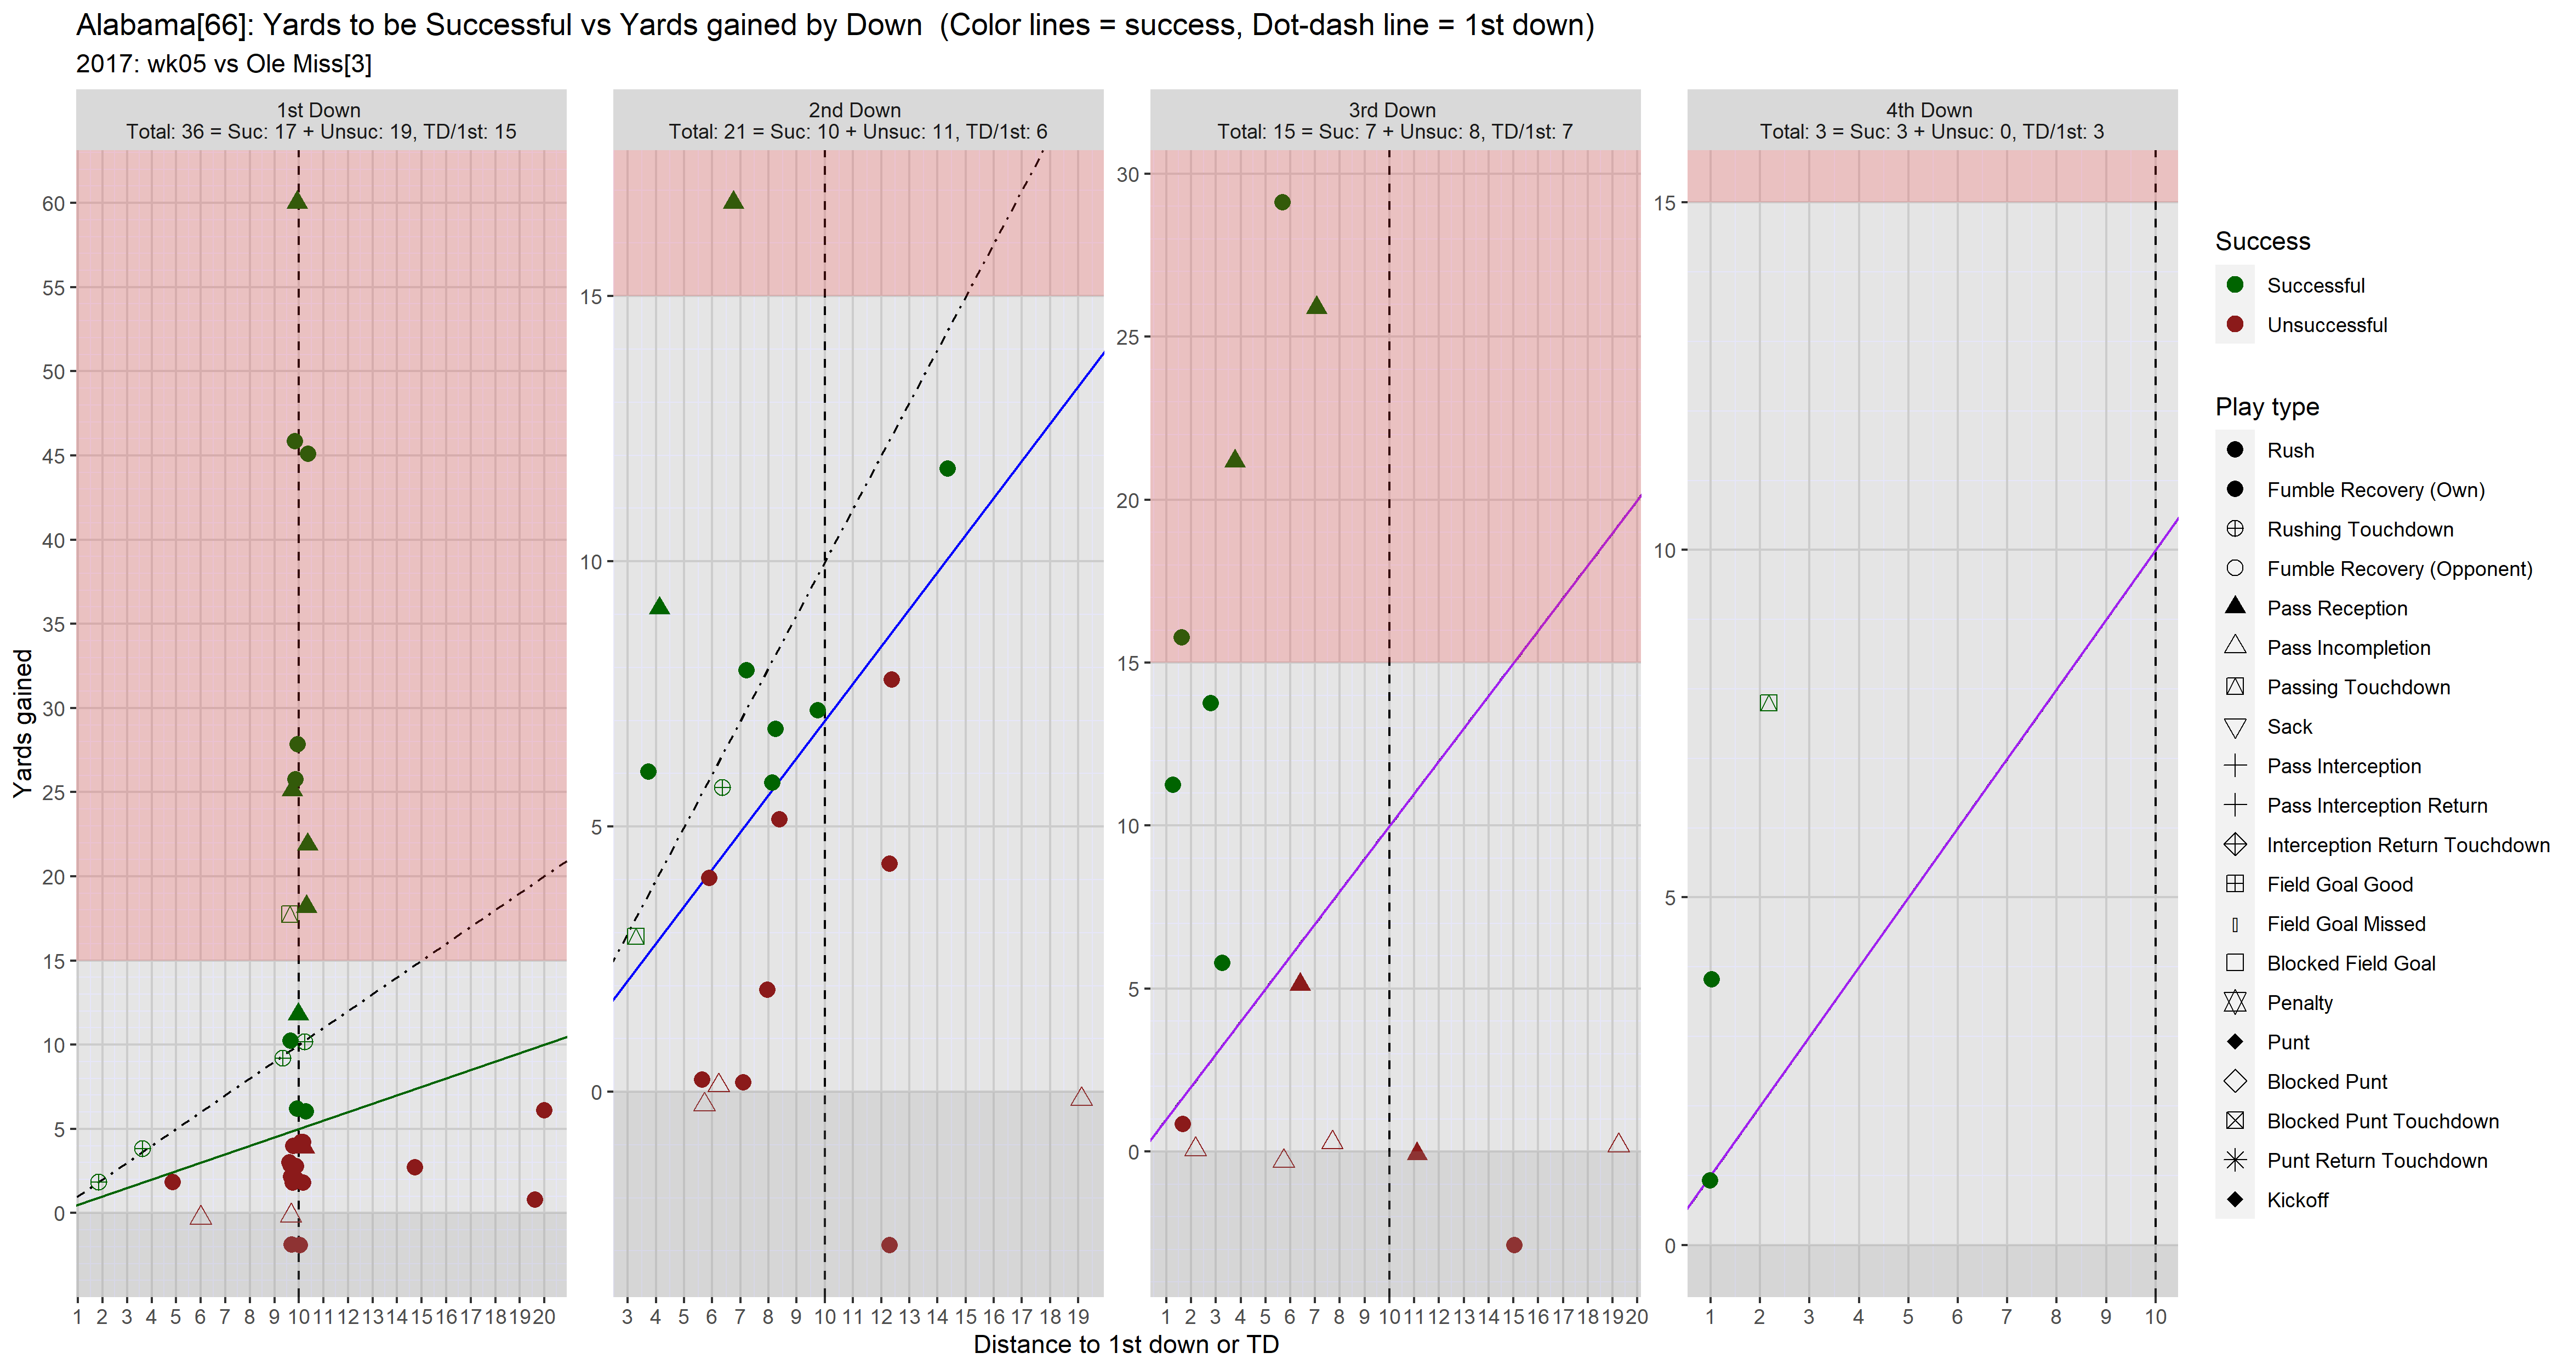 Alabama[66]: Yards to be Successful vs Yards gained by Down  (Color lines = success, Dot-dash line = 1st down)
2017: wk05 vs Ole Miss[3]
1st Down
Total: 36 = Suc: 17 + Unsuc: 19, TD/1st: 15
2nd Down
Total: 21 = Suc: 10 + Unsuc: 11, TD/1st: 6
3rd Down
Total: 15 = Suc: 7 + Unsuc: 8, TD/1st: 7
4th Down
Total: 3 = Suc: 3 + Unsuc: 0, TD/1st: 3
Yards gained
60
55
50
45
40
35
30
25
20
15
10
5
0
1 2 3 4 5 6 7 8 9 10 11 12 13 14 15 16 17 18 19 20
15
10
5
0
3 4 5 6 7 8 9 10 11 12 13 14 15 16 17 18 19
30
25
20
15
10
5
0
1 2 3 4 5 6 7 8 9 10 11 12 13 14 15 16 17 18 19 20
15
10
5
0
1 2 3 4 5 6 7 8 9 10
Distance to 1st down or TD
Success
Successful
Unsuccessful
Play type
Rush
Fumble Recovery (Own)
Rushing Touchdown
Fumble Recovery (Opponent)
Pass Reception
Pass Incompletion
Passing Touchdown
Sack
Pass Interception
Pass Interception Return
Interception Return Touchdown
Field Goal Good
Field Goal Missed
Blocked Field Goal
Penalty
Punt
Blocked Punt
Blocked Punt Touchdown
Punt Return Touchdown
Kickoff